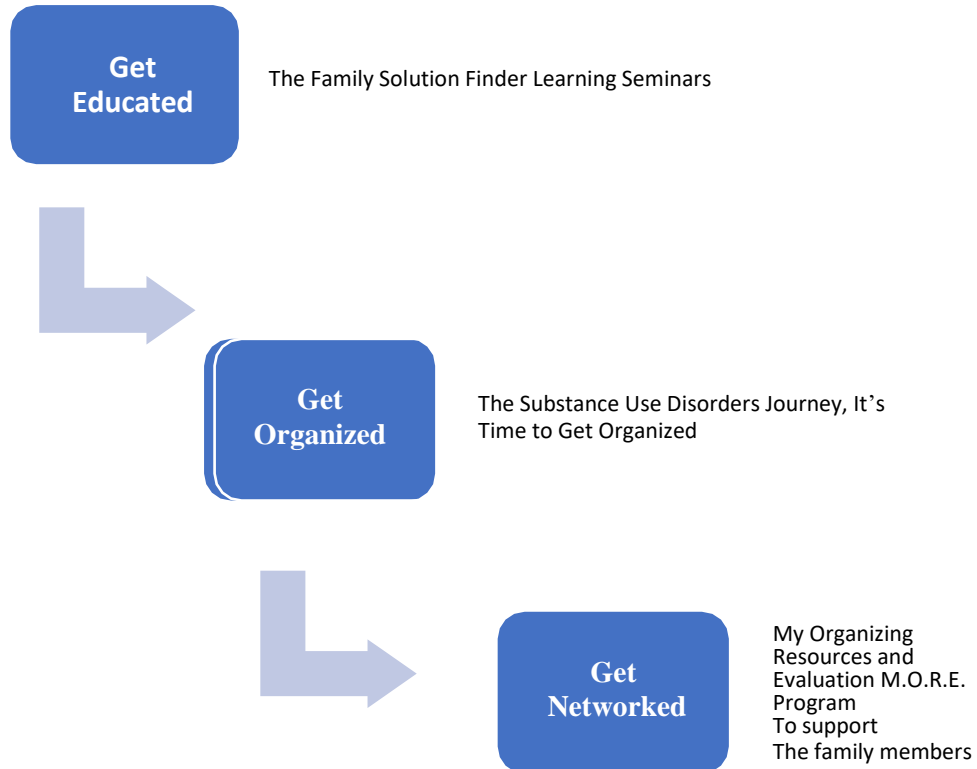 Get
Educated
The Family Solution Finder Learning Seminars
Get
Organized
The Substance Use Disorders Journey, It’s
Time to Get Organized
Get
Networked
My Organizing
Resources and
Evaluation M.O.R.E.
Program
To support
The family members